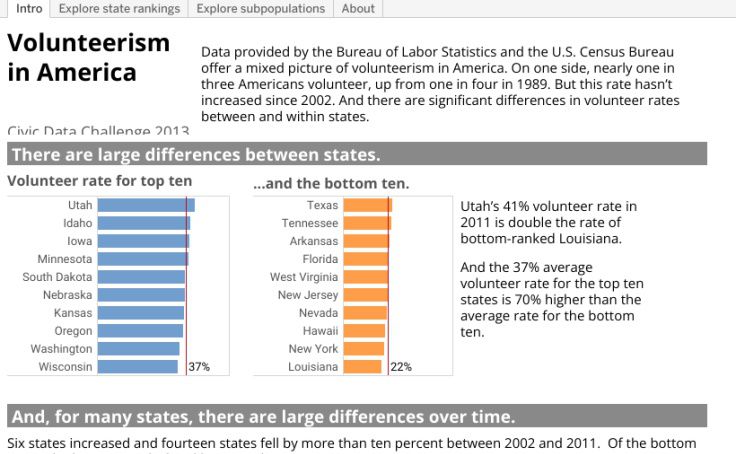 Intro Explore state rankings Explore subpopulations About
Volunteerism
in America
Data provided by the Bureau of Labor Statistics and the U.S. Census Bureau
offer a mixed picture of volunteerism in America. On one side, nearly one in
three Americans volunteer, up from one in four in 1989. But this rate hasn't
increased since 2002. And there are significant differences in volunteer rates
between and within states.
Civic Data Challenge 2013
There are large differences between states.
Volunteer rate for top ten
Utah
Idaho
Iowa
Minnesota
South Dakota
Nebraska
Kansas
Oregon
Washington
Wisconsin
37%
...and the bottom ten.
Texas
Tennessee
Arkansas
Florida
West Virginia
New Jersey
Nevada
Hawaii
New York
Louisiana
22%
Utah's 41% volunteer rate in
2011 is double the rate of
bottom-ranked Louisiana.
And the 37% average
volunteer rate for the top ten
states is 70% higher than the
average rate for the bottom
ten.
And, for many states, there are large differences over time.
Six states increased and fourteen states fell by more than ten percent between 2002 and 2011. Of the bottom